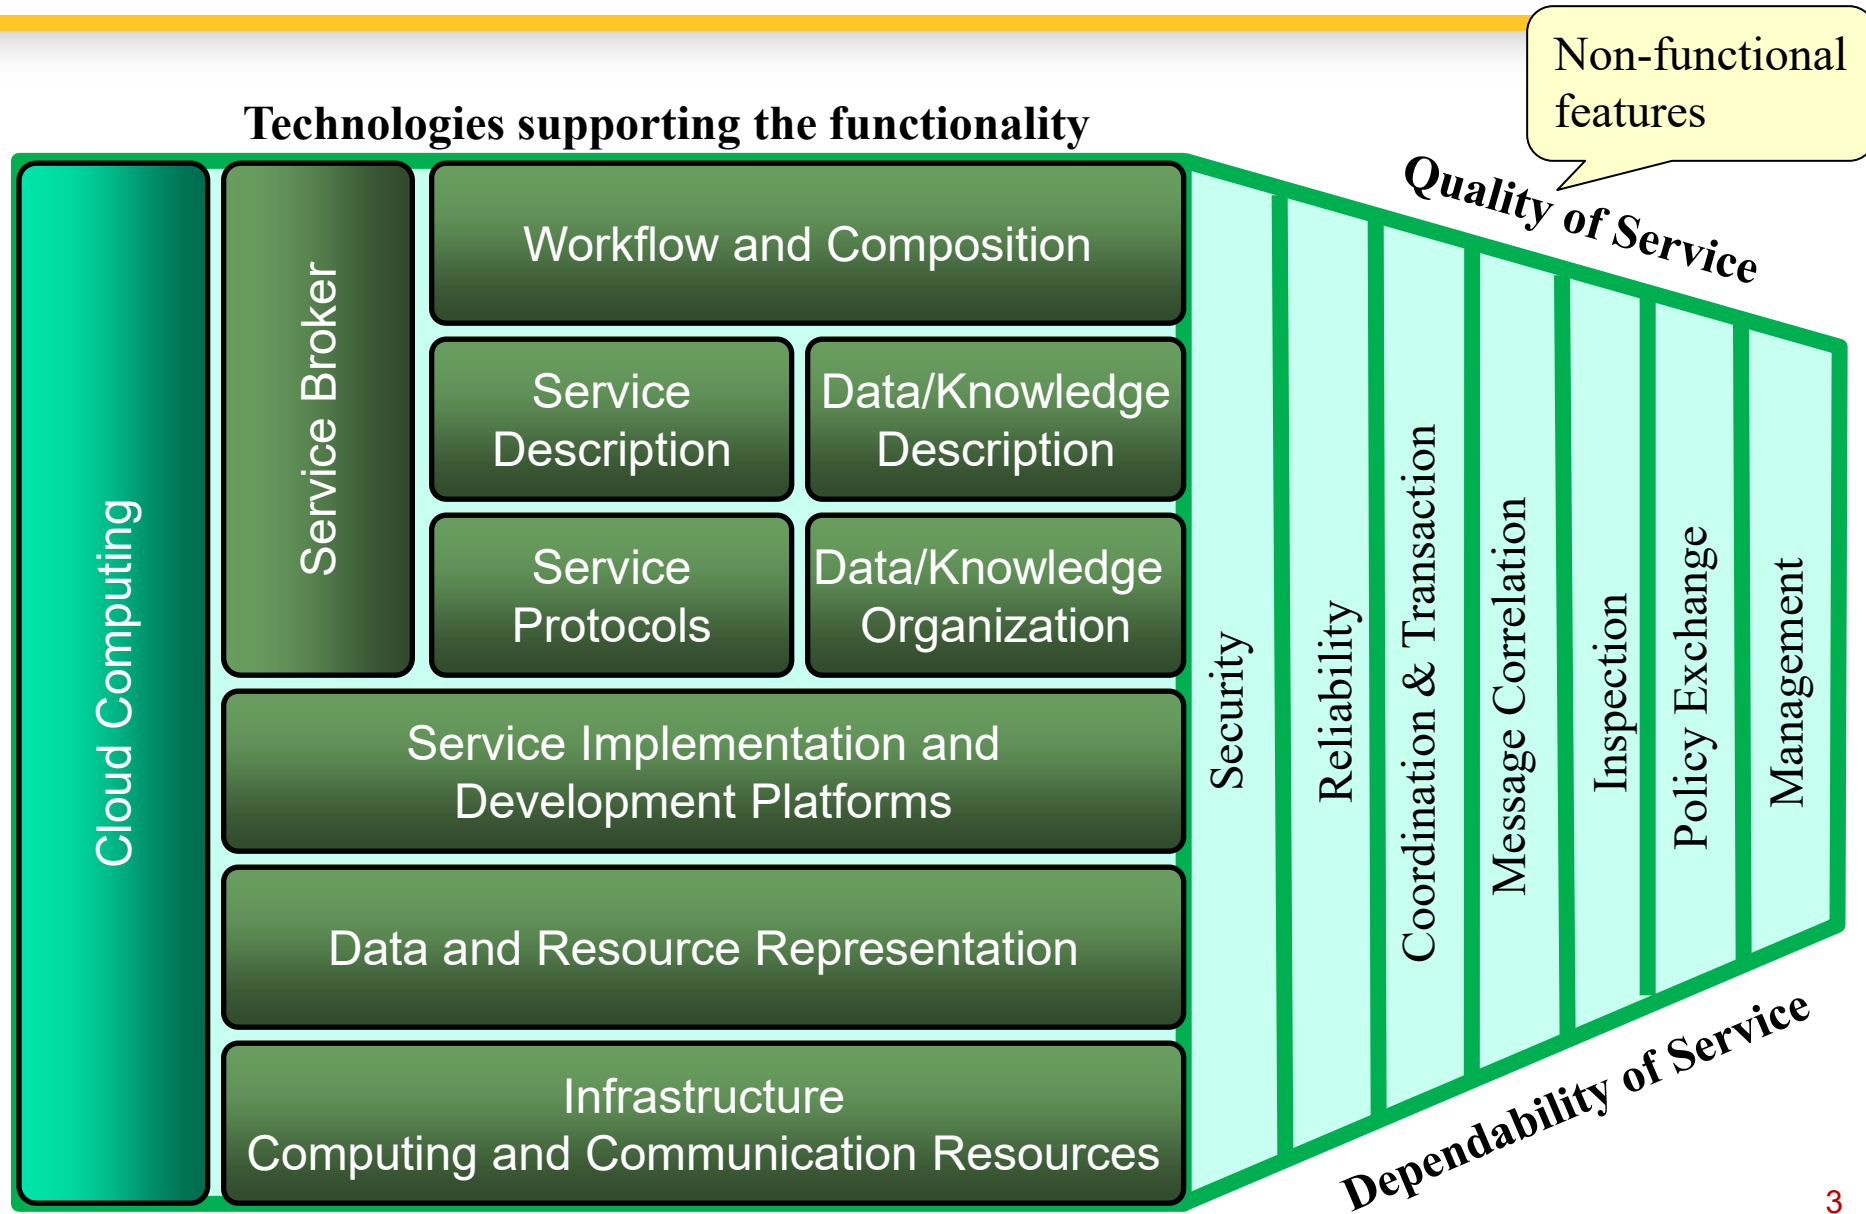 Non-functional
features
Technologies supporting the functionality
Quality of Service
Cloud Computing
Service Broker
Workflow and Composition
Service
Description
Data/Knowledge
Description
Service
Protocols
Data/Knowledge
Organization
Service Implementation and
Development Platforms
Data and Resource Representation
Infrastructure
Computing and Communication Resources
Security
Reliability
Coordination & Transaction
Message Correlation
Inspection
Policy Exchange
Management
Dependability of Service
3